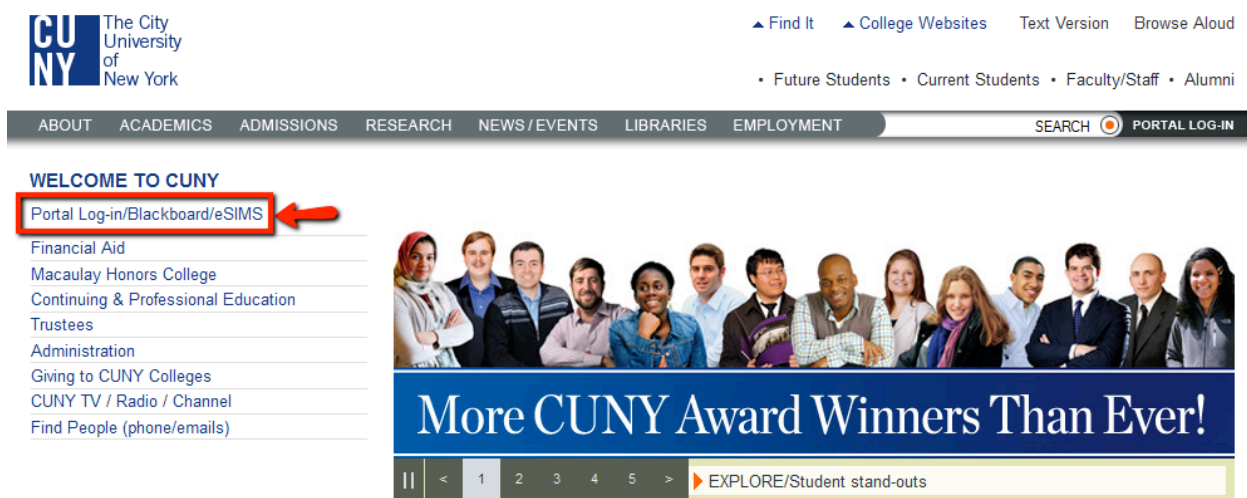 CU
NY
The City
University
of
New York
▲ Find It ▲ College Websites Text Version Browse Aloud
• Future Students • Current Students • Faculty/Staff • Alumni
ABOUT ACADEMICS ADMISSIONS RESEARCH NEWS / EVENTS LIBRARIES EMPLOYMENT SEARCH PORTAL LOG-IN
WELCOME TO CUNY
Portal Log-in/Blackboard/eSIMS
Financial Aid
Macaulay Honors College
Continuing & Professional Education
Trustees
Administration
Giving to CUNY Colleges
CUNY TV / Radio / Channel
Find People (phone/emails)
More CUNY Award Winners Than Ever!
|| < 1 2 3 4 5 > EXPLORE/Student stand-outs